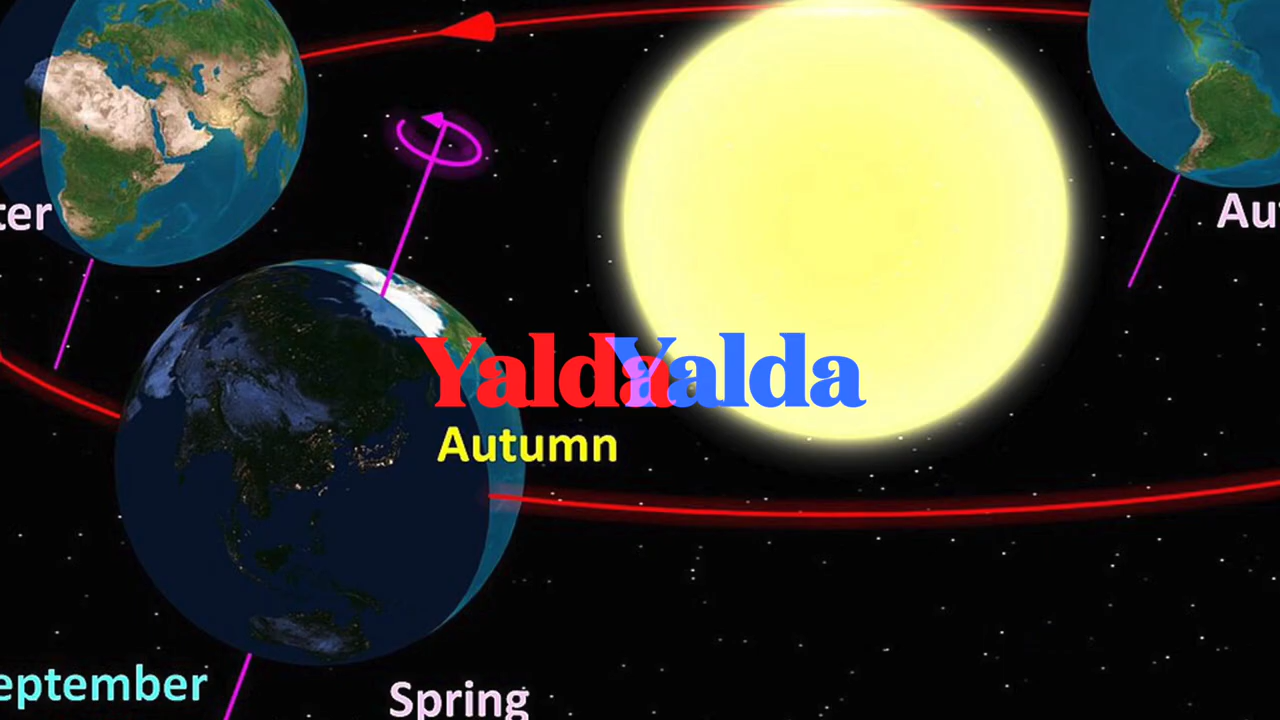 ter
Au
Yalda Yalda
Autumn
eptember
Spring